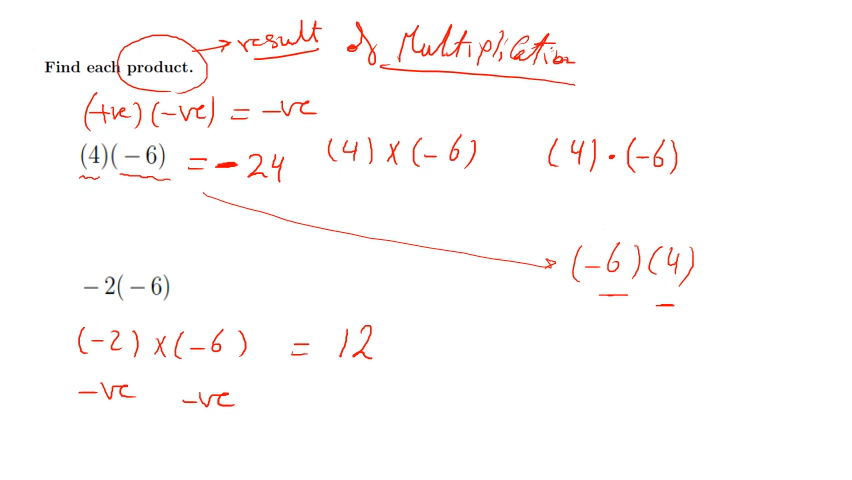 result of Multiplication
Find each product.
(+ve) (-ve) = -ve
(4)(−6) = -24 (4) × (-6) (4) · (-6)
(-6)(4)
−2(−6)
(-2) × (-6) = 12
-ve -ve